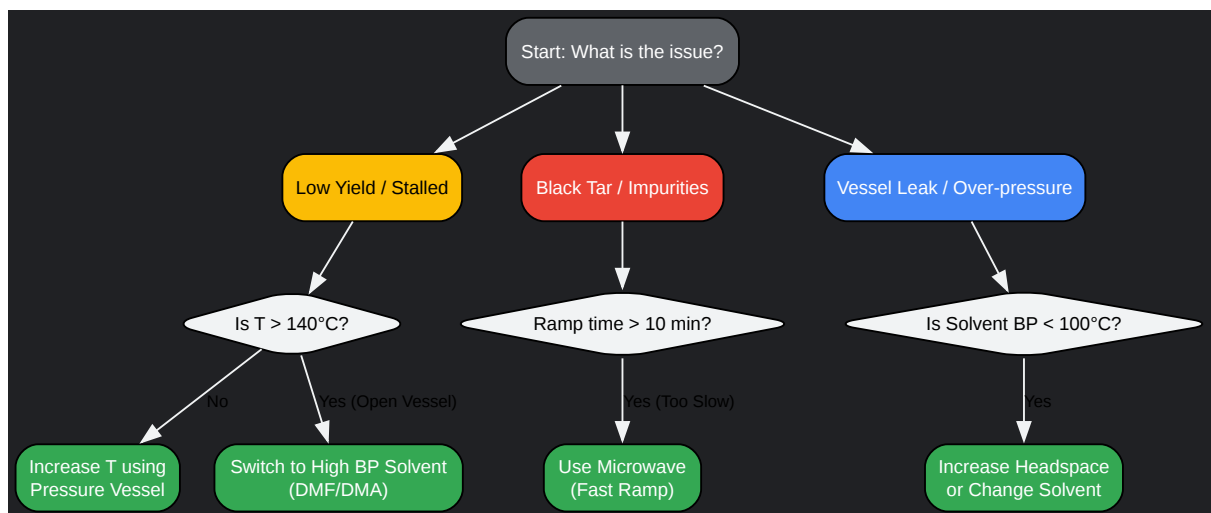 Start: What is the issue?
Low Yield / Stalled
Black Tar / Impurities
Vessel Leak / Over-pressure
Is T > 140°C?
Ramp time > 10 min?
Is Solvent BP < 100°C?
No
Yes (Open Vessel)
Yes (Too Slow)
Yes
Increase T using
Pressure Vessel
Switch to High BP Solvent
(DMF/DMA)
Use Microwave
(Fast Ramp)
Increase Headspace
or Change Solvent